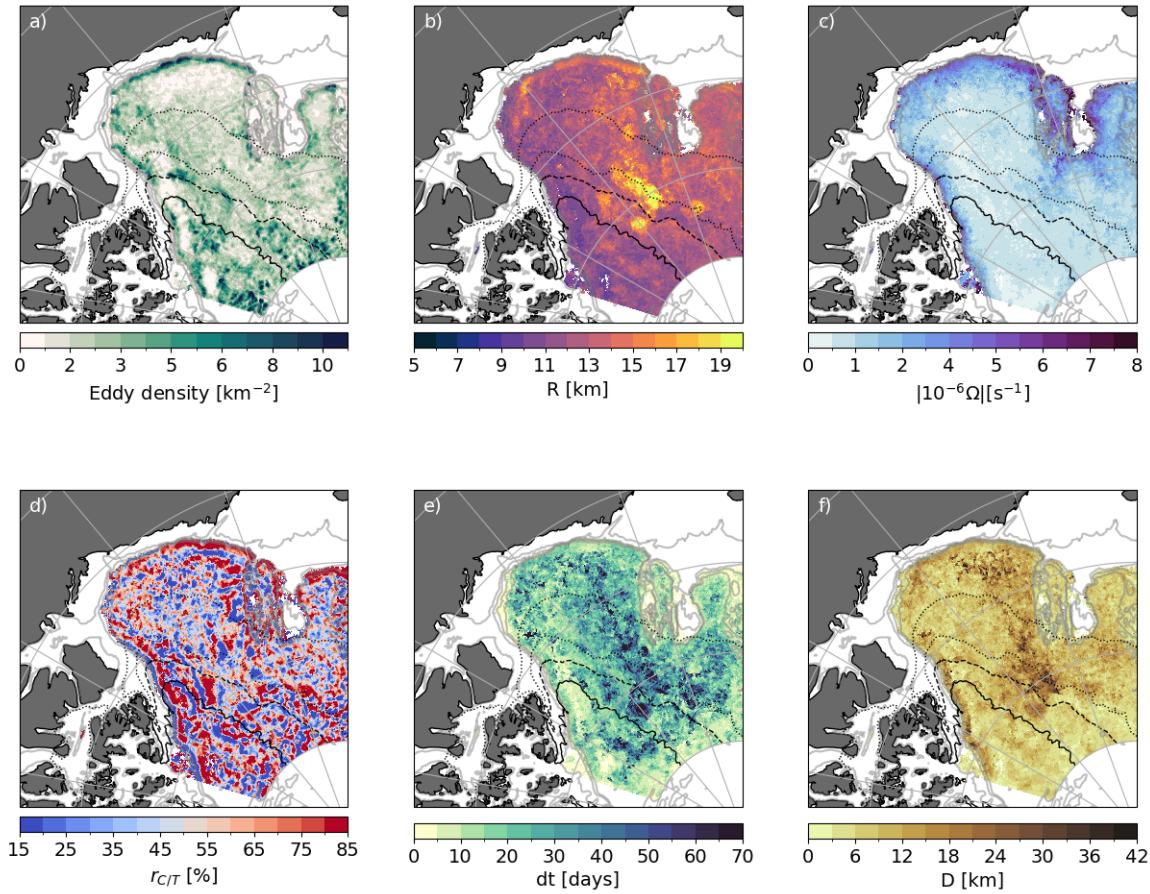 a) b) c)
0 2 3 5 6 8 10 5 7 9 11 13 15 17 19 0 1 2 4 5 6 7 8
Eddy density [km⁻²] R [km] |10⁻⁶Ω|[s⁻¹]
d) e) f)
15 25 35 45 55 65 75 85 0 10 20 30 40 50 60 70 0 6 12 18 24 30 36 42
r_{C/T} [%] dt [days] D [km]